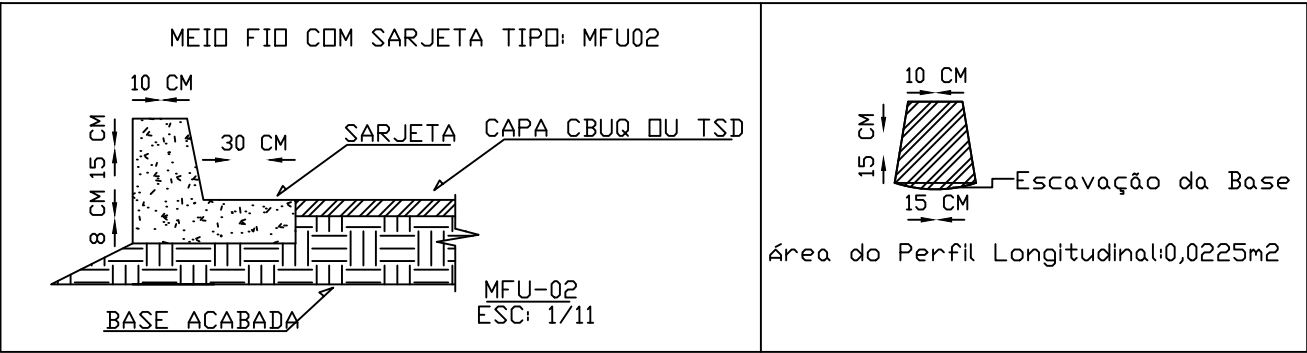 MEIO FIO COM SARJETA TIPO: MFU02
10 CM
15 CM
8 CM
30 CM
SARJETA
CAPA CBUQ OU TSD
BASE ACABADA
MFU-02
ESC: 1/11
10 CM
15 CM
Escavação da Base
15 CM
Área do Perfil Longitudinal:0,0225m2